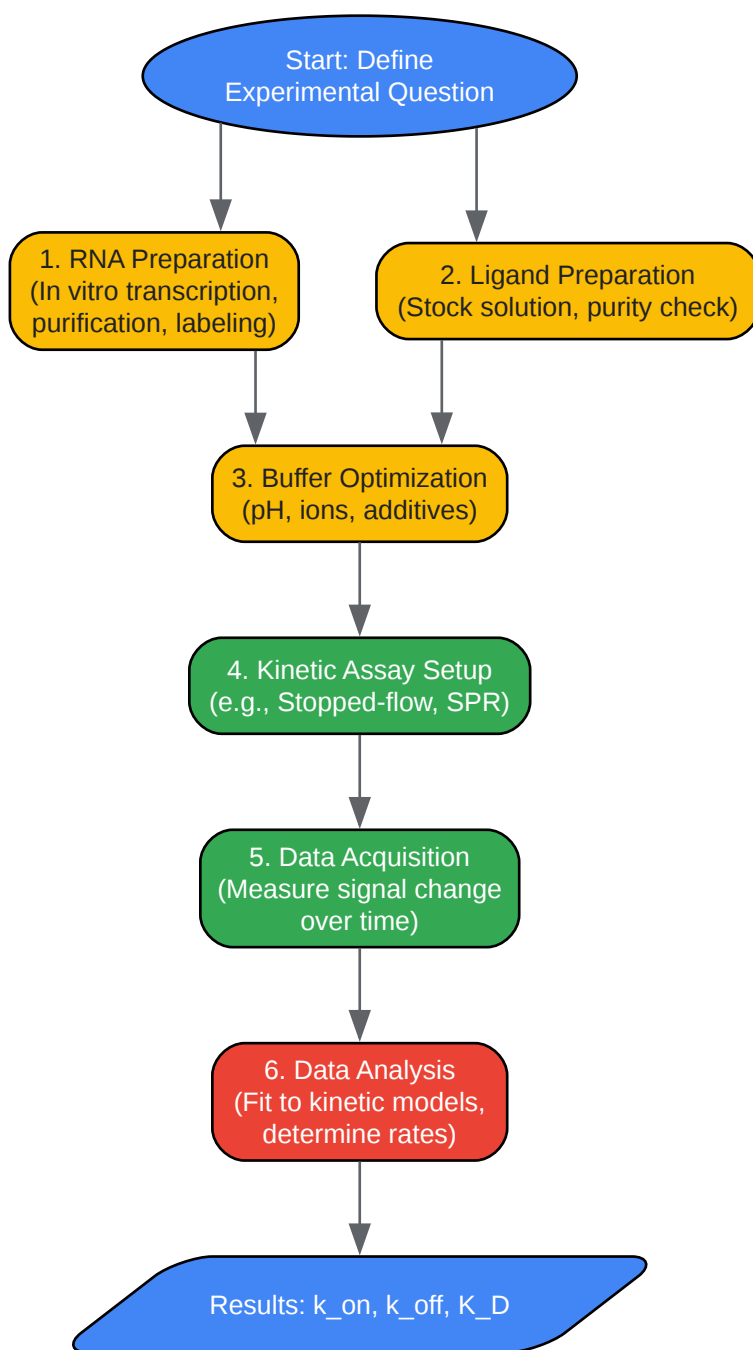 Start: Define
Experimental Question
1. RNA Preparation
(In vitro transcription,
purification, labeling)
2. Ligand Preparation
(Stock solution, purity check)
3. Buffer Optimization
(pH, ions, additives)
4. Kinetic Assay Setup
(e.g., Stopped-flow, SPR)
5. Data Acquisition
(Measure signal change
over time)
6. Data Analysis
(Fit to kinetic models,
determine rates)
Results: k_on, k_off, K_D